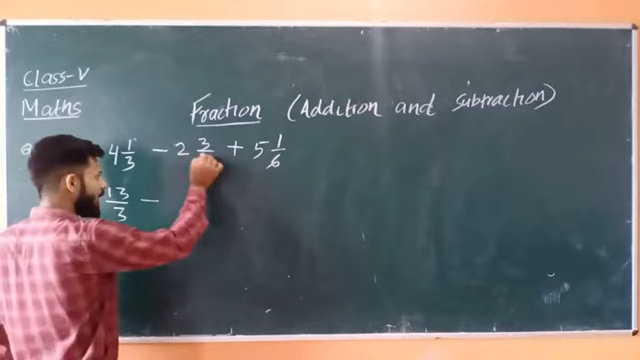 Class-V
Maths
Fraction (Addition and Subtraction)
4 1/3 - 2 3/ + 5 1/6
13/3 -